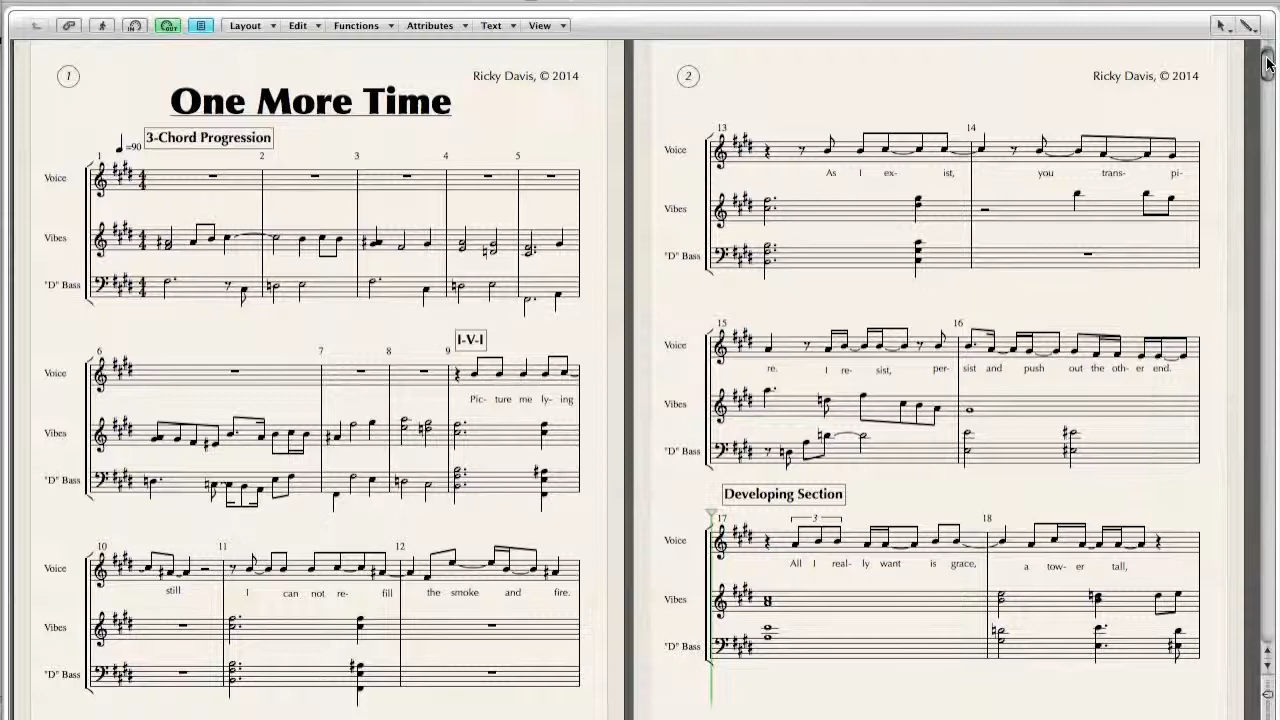 Layout Edit Functions Attributes Text View
IN OUT
1 Ricky Davis, © 2014
One More Time
=90 3-Chord Progression
1 2 3 4 5
Voice
Vibes
"D" Bass
I-V-I
6 7 8 9
Voice
Pic- ture me ly- ing
Vibes
"D" Bass
10 11 12
Voice
still I can not re- fill the smoke and fire.
Vibes
"D" Bass
2 Ricky Davis, © 2014
13 14
Voice
As I ex- ist, you trans- pi-
Vibes
"D" Bass
15 16
Voice
re. I re- sist, per- sist and push out the oth- er end.
Vibes
"D" Bass
Developing Section
17 3 18
Voice
All I real- ly want is grace, a tow- er tall,
Vibes
"D" Bass